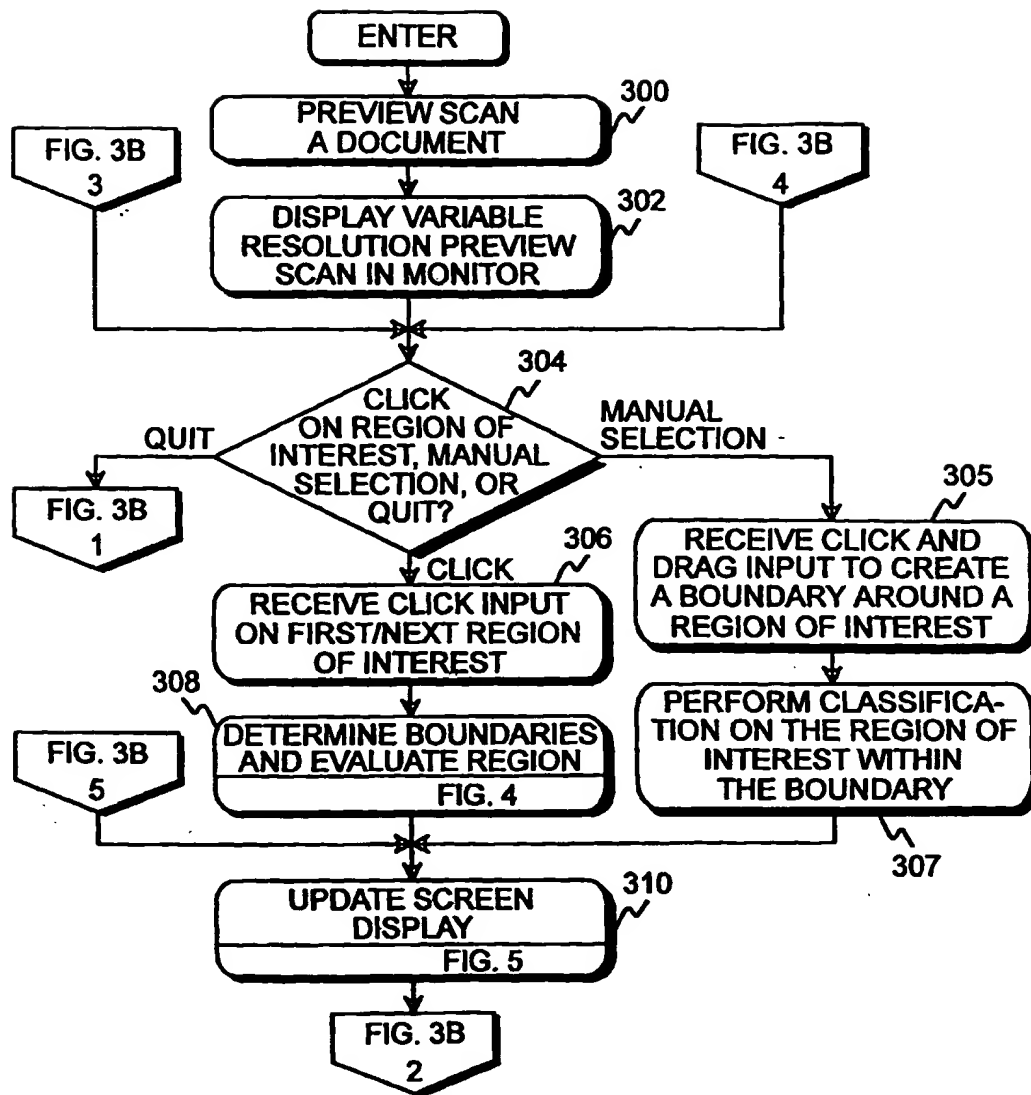 ENTER
300
PREVIEW SCAN
A DOCUMENT
FIG. 3B
3
FIG. 3B
4
302
DISPLAY VARIABLE
RESOLUTION PREVIEW
SCAN IN MONITOR
304
CLICK
ON REGION OF
INTEREST, MANUAL
SELECTION, OR
QUIT?
QUIT
MANUAL
SELECTION
FIG. 3B
1
CLICK
306
RECEIVE CLICK INPUT
ON FIRST/NEXT REGION
OF INTEREST
305
RECEIVE CLICK AND
DRAG INPUT TO CREATE
A BOUNDARY AROUND A
REGION OF INTEREST
308
DETERMINE BOUNDARIES
AND EVALUATE REGION
FIG. 4
PERFORM CLASSIFICA-
TION ON THE REGION OF
INTEREST WITHIN
THE BOUNDARY
307
FIG. 3B
5
310
UPDATE SCREEN
DISPLAY
FIG. 5
FIG. 3B
2